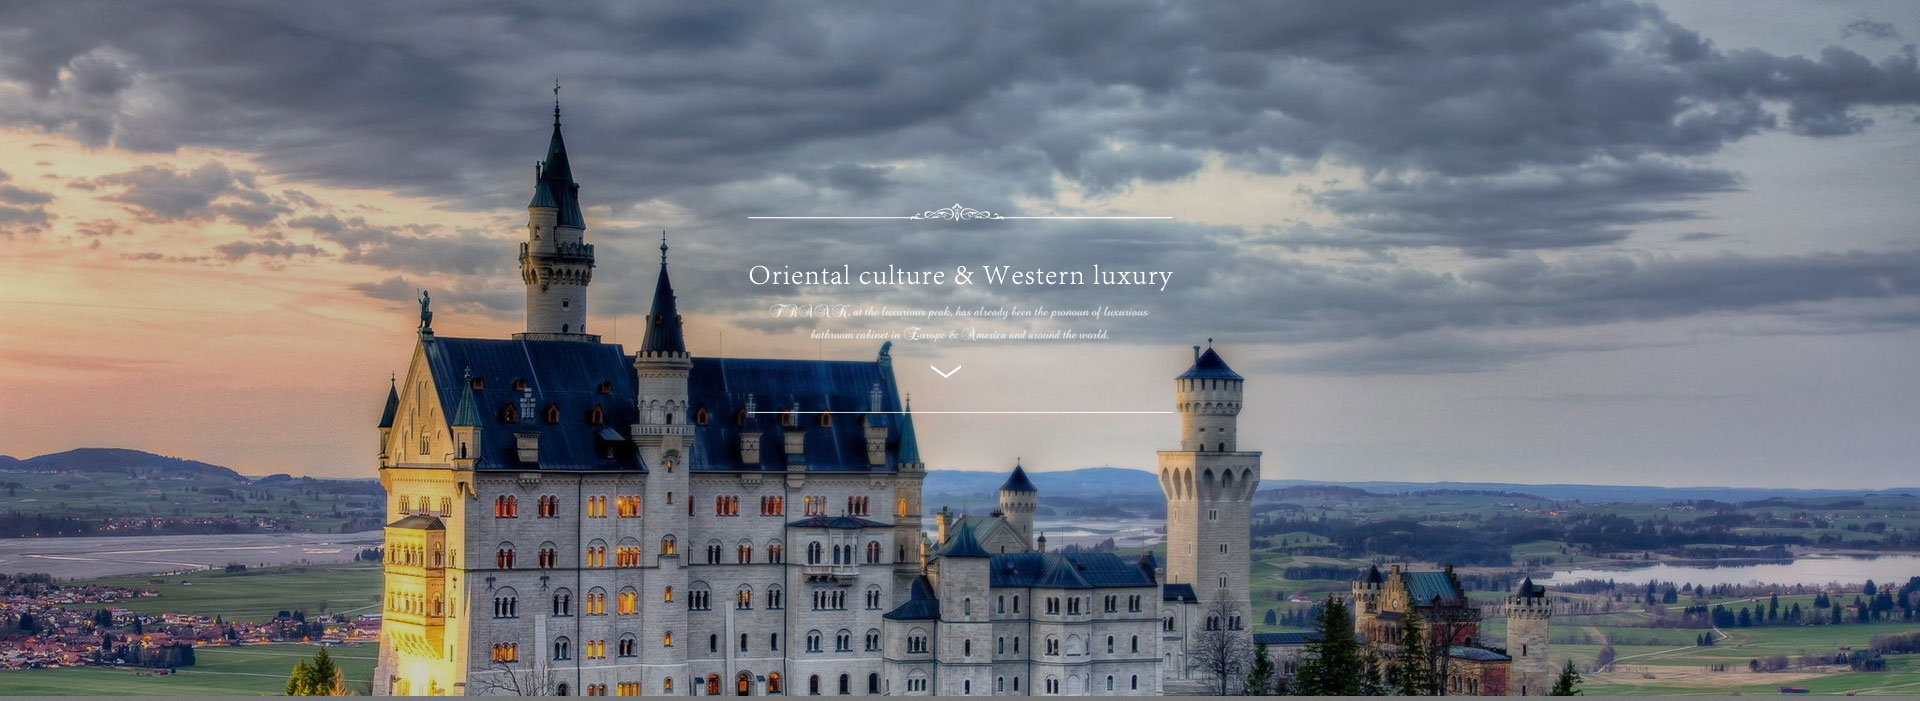 Oriental culture & Western luxury
FRANK, at the luxurious peak, has already been the pronoun of luxurious
bathroom cabinet in Europe & America and around the world.